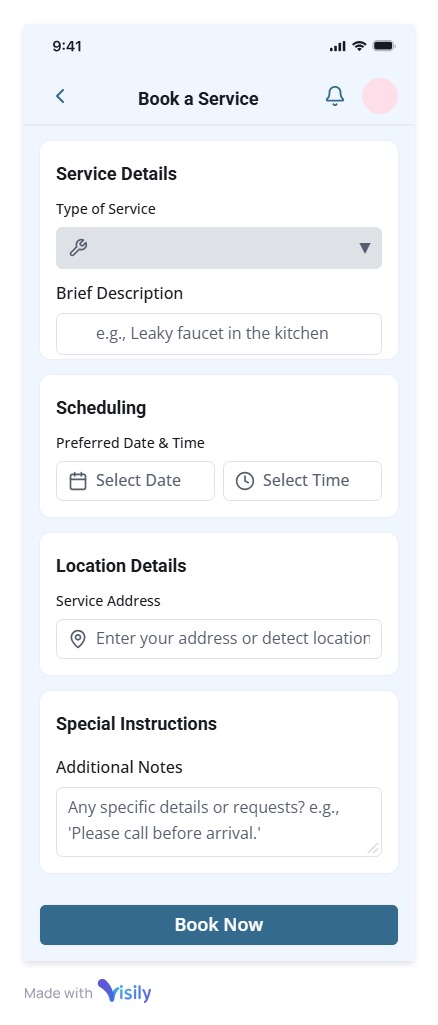 9:41
Book a Service
Service Details
Type of Service
Brief Description
e.g., Leaky faucet in the kitchen
Scheduling
Preferred Date & Time
Select Date
Select Time
Location Details
Service Address
Enter your address or detect location
Special Instructions
Additional Notes
Any specific details or requests? e.g.,
'Please call before arrival.'
Book Now
Made with Visily